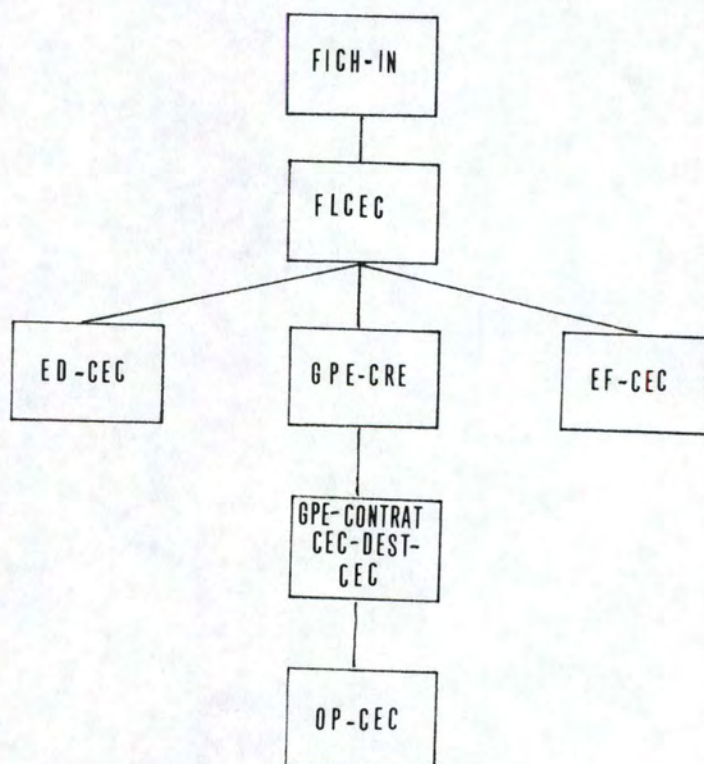 FICH-IN
FLCEC
ED-CEC
GPE-CRE
EF-CEC
GPE-CONTRAT
CEC-DEST-
CEC
OP-CEC